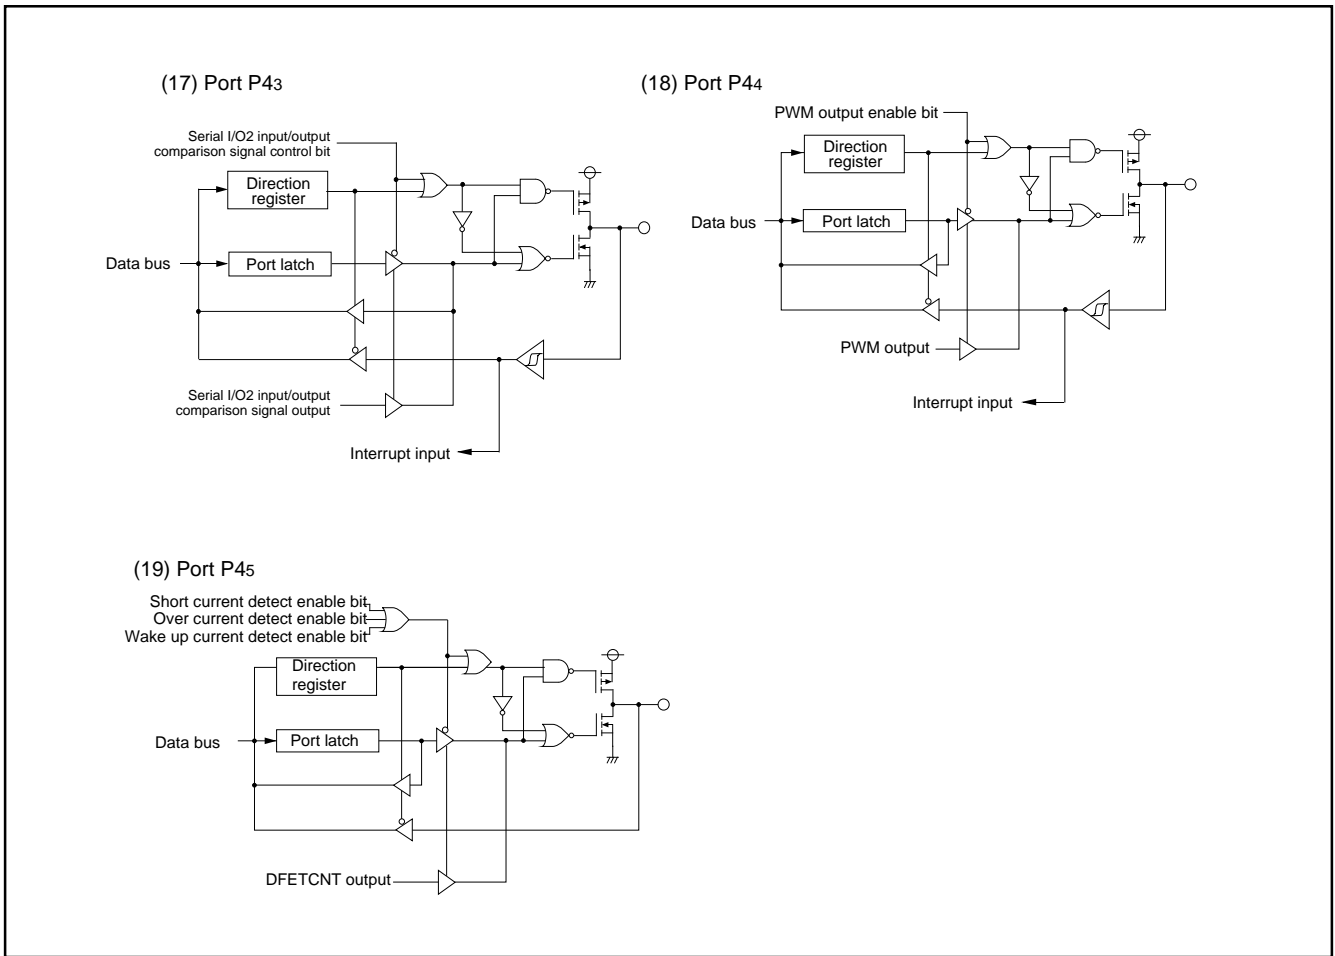 (17) Port P43
Serial I/O2 input/output
comparison signal control bit
Direction
register
Data bus
Port latch
Serial I/O2 input/output
comparison signal output
Interrupt input
(18) Port P44
PWM output enable bit
Direction
register
Data bus
Port latch
PWM output
Interrupt input
(19) Port P45
Short current detect enable bit
Over current detect enable bit
Wake up current detect enable bit
Direction
register
Data bus
Port latch
DFETCNT output